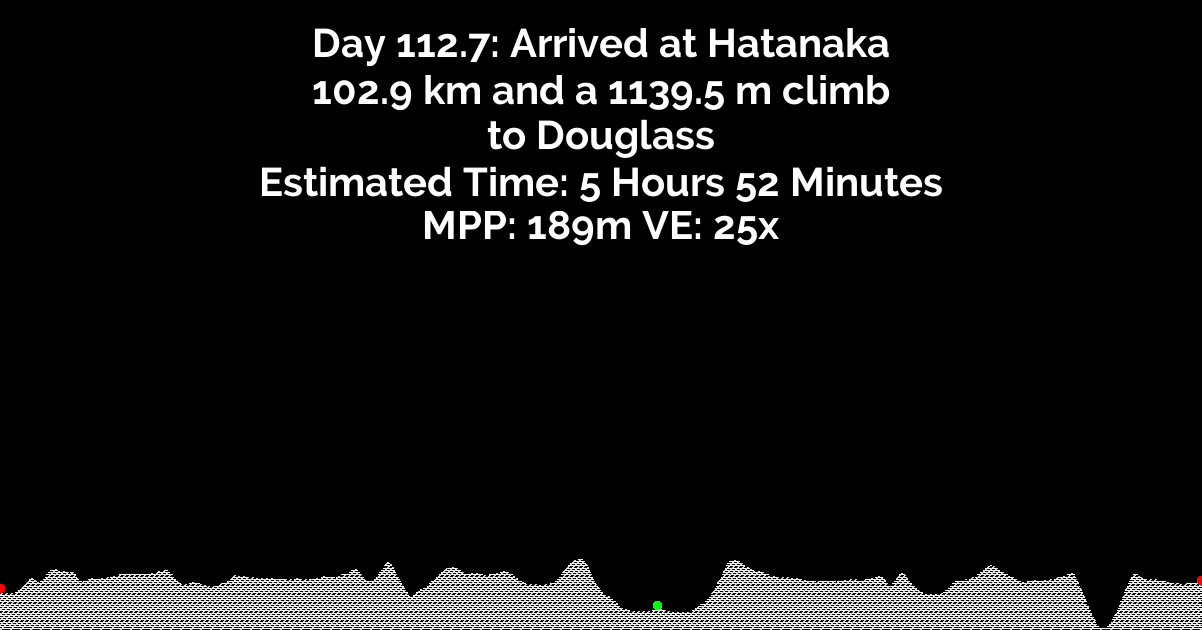 Day 112.7: Arrived at Hatanaka
102.9 km and a 1139.5 m climb
to Douglass
Estimated Time: 5 Hours 52 Minutes
MPP: 189m VE: 25x